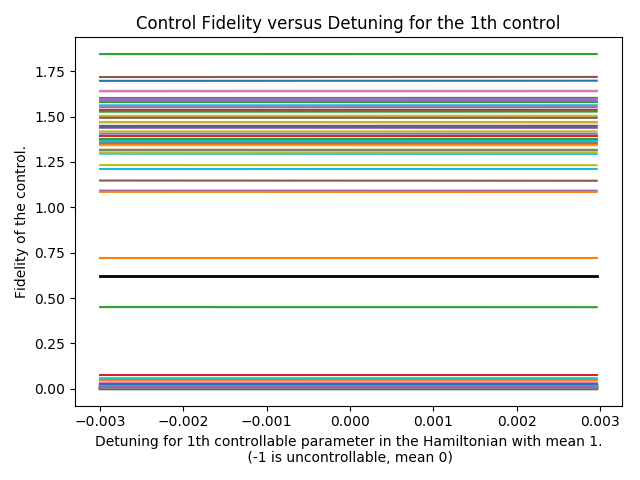 Control Fidelity versus Detuning for the 1th control
Fidelity of the control.
1.75
1.50
1.25
1.00
0.75
0.50
0.25
0.00
−0.003 −0.002 −0.001 0.000 0.001 0.002 0.003
Detuning for 1th controllable parameter in the Hamiltonian with mean 1.
(-1 is uncontrollable, mean 0)